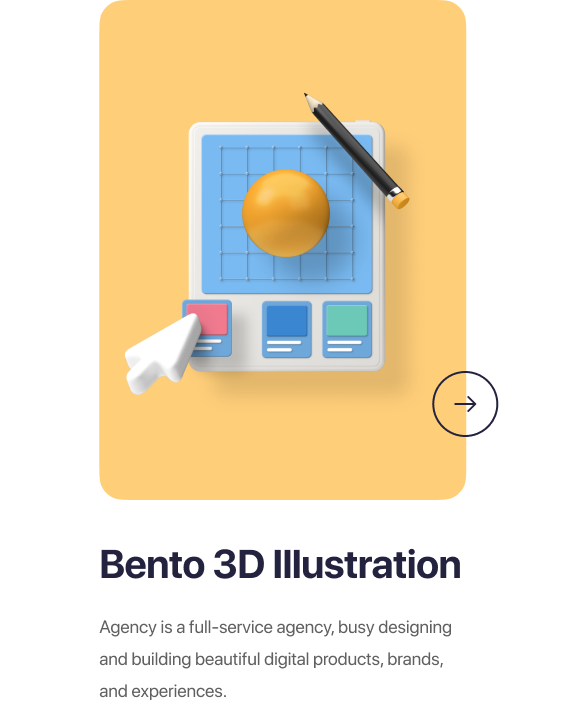 Bento 3D Illustration
Agency is a full-service agency, busy designing
and building beautiful digital products, brands,
and experiences.